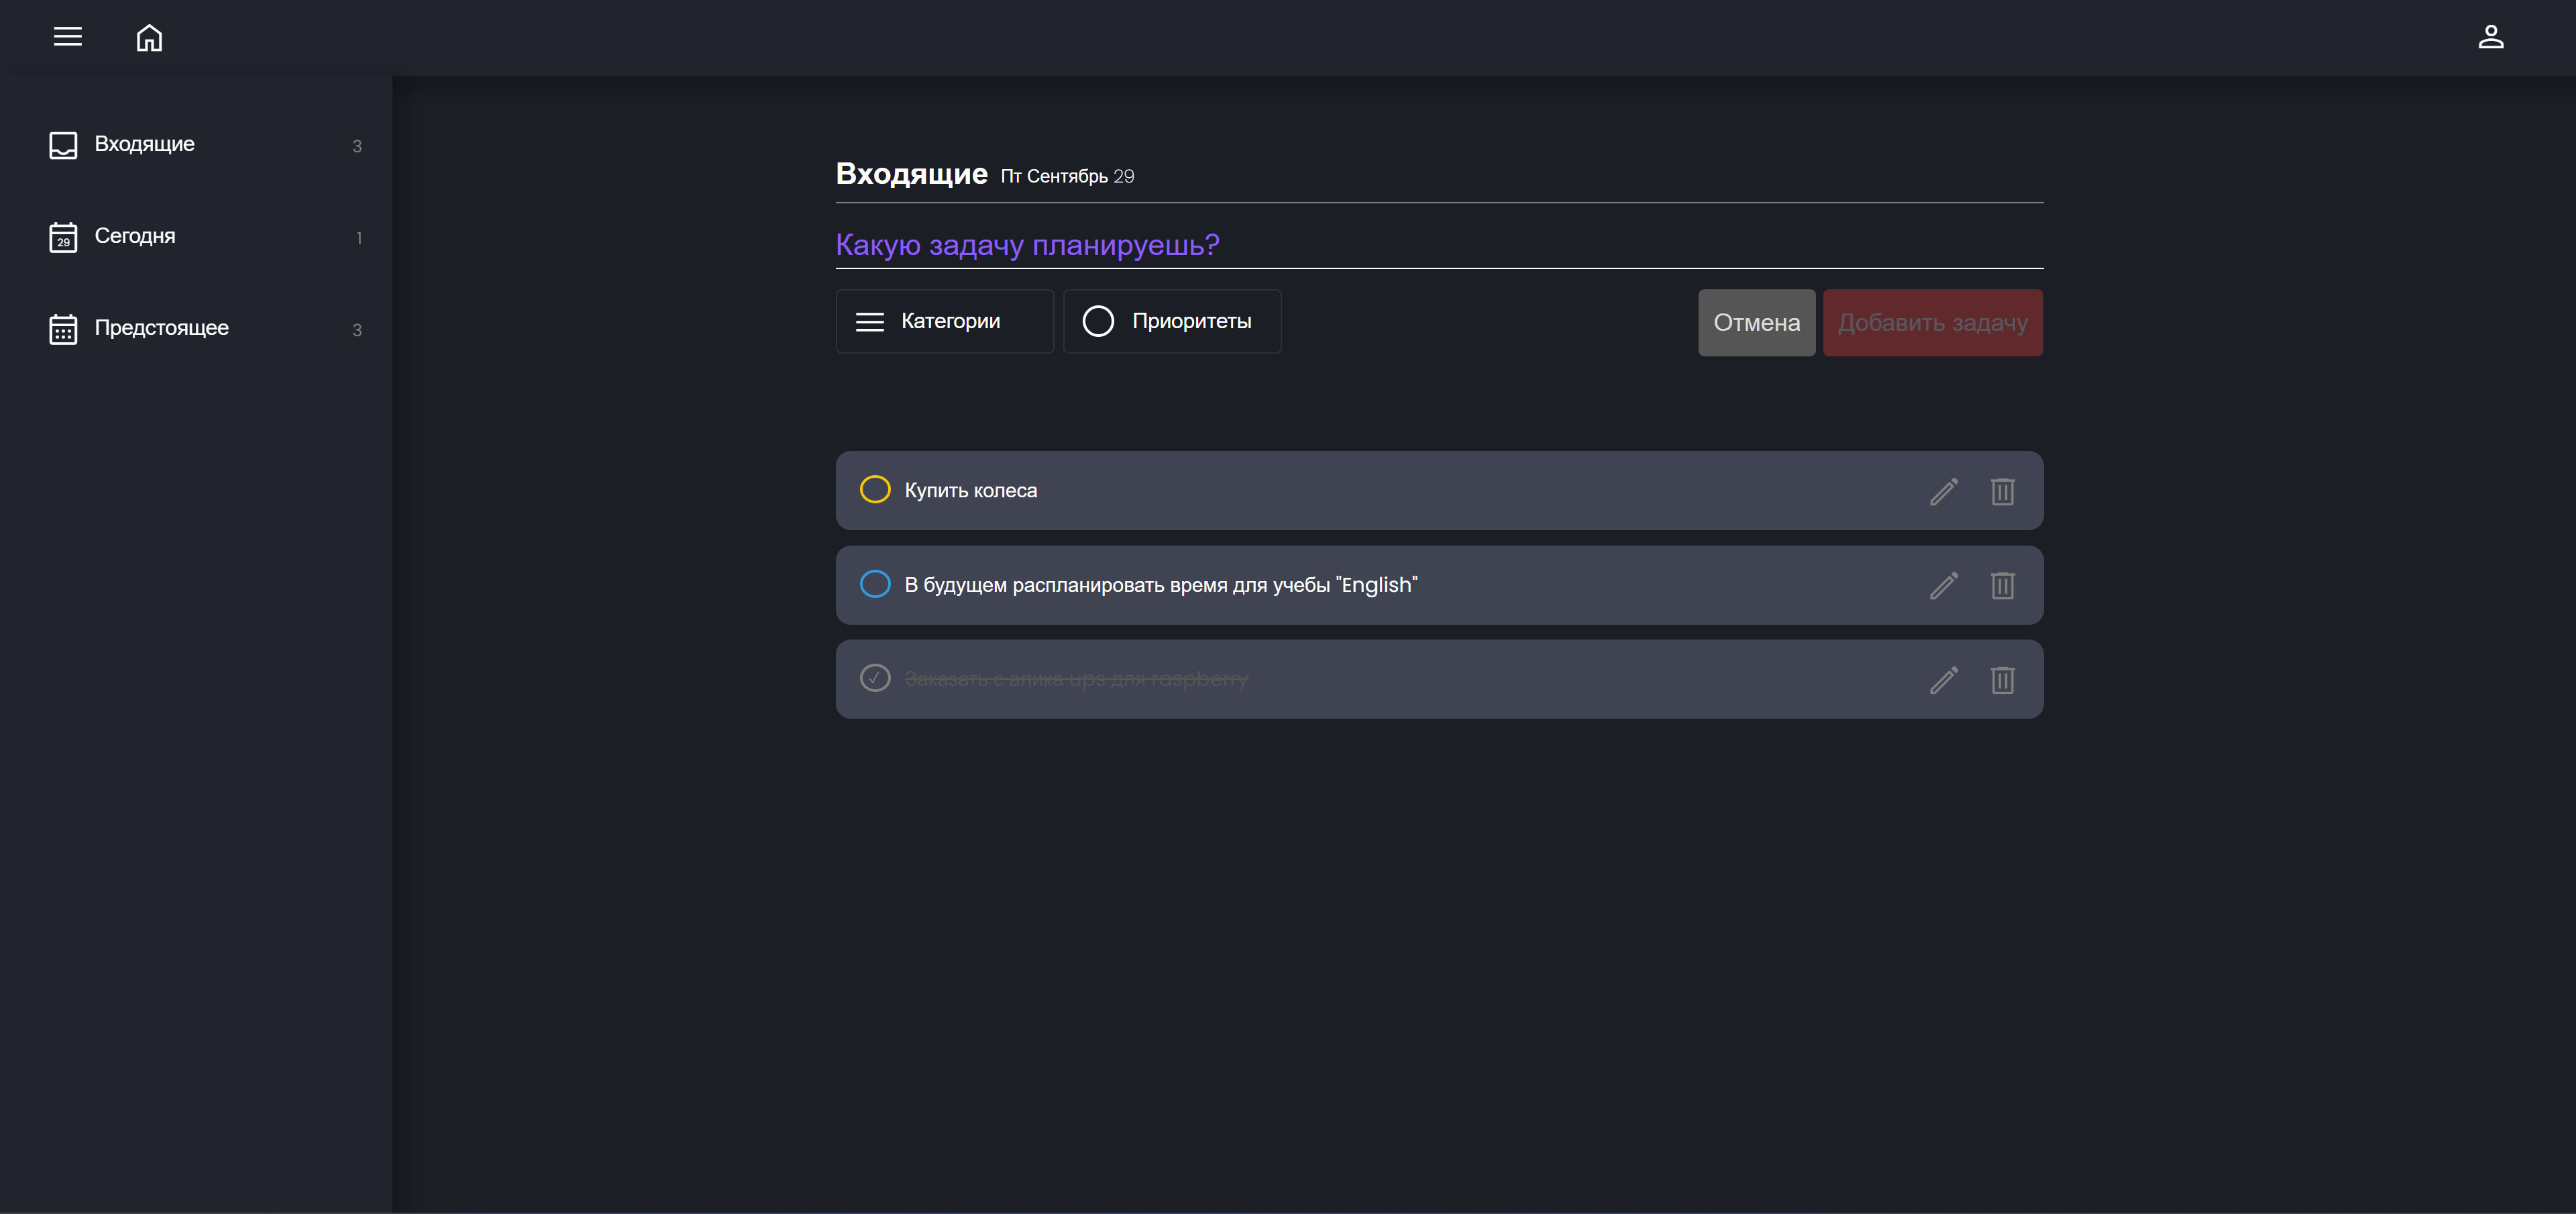 Входящие 3
29 Сегодня 1
Предстоящее 3
Входящие Пт Сентябрь 29
Какую задачу планируешь?
Категории Приоритеты Отмена Добавить задачу
Купить колеса
В будущем распланировать время для учебы "English"
Заказать с алика ups для raspberry